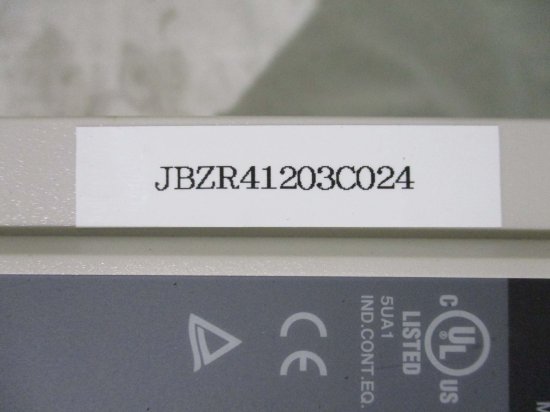 JBZR41203C024
C UL US
LISTED
5UA1
IND.CONT.EQ.
CE